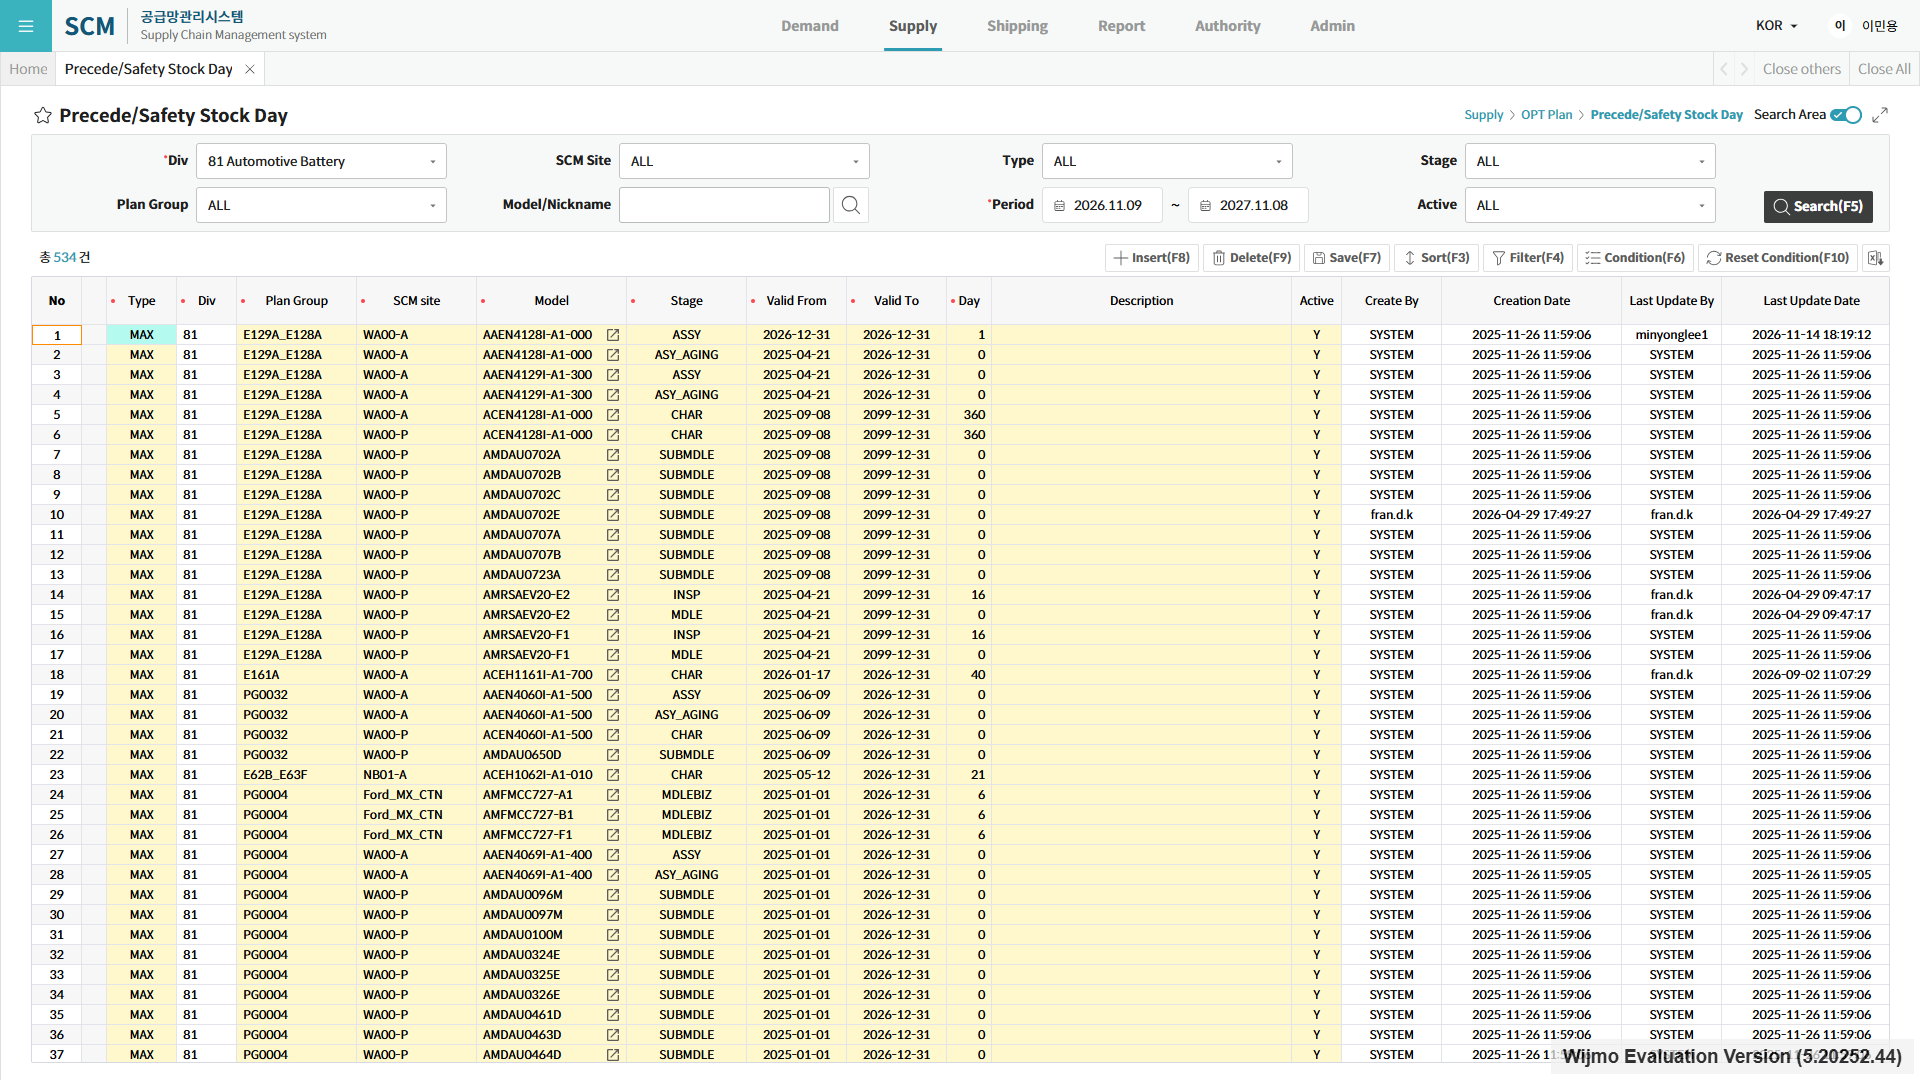 SCM 공급망관리시스템 Supply Chain Management system
Demand Supply Shipping Report Authority Admin
KOR 이 이민용
Home Precede/Safety Stock Day Close others Close All
Precede/Safety Stock Day
Supply > OPT Plan > Precede/Safety Stock Day Search Area
*Div 81 Automotive Battery SCM Site ALL Type ALL Stage ALL
Plan Group ALL Model/Nickname *Period 2026.11.09 ~ 2027.11.08 Active ALL Search(F5)
총 534 건 Insert(F8) Delete(F9) Save(F7) Sort(F3) Filter(F4) Condition(F6) Reset Condition(F10)
No Type Div Plan Group SCM site Model Stage Valid From Valid To Day Description Active Create By Creation Date Last Update By Last Update Date
1 MAX 81 E129A_E128A WA00-A AAEN4128I-A1-000 ASSY 2026-12-31 2026-12-31 1 Y SYSTEM 2025-11-26 11:59:06 minyonglee1 2026-11-14 18:19:12
2 MAX 81 E129A_E128A WA00-A AAEN4128I-A1-000 ASY_AGING 2025-04-21 2026-12-31 0 Y SYSTEM 2025-11-26 11:59:06 SYSTEM 2025-11-26 11:59:06
3 MAX 81 E129A_E128A WA00-A AAEN4129I-A1-300 ASSY 2025-04-21 2026-12-31 0 Y SYSTEM 2025-11-26 11:59:06 SYSTEM 2025-11-26 11:59:06
4 MAX 81 E129A_E128A WA00-A AAEN4129I-A1-300 ASY_AGING 2025-04-21 2026-12-31 0 Y SYSTEM 2025-11-26 11:59:06 SYSTEM 2025-11-26 11:59:06
5 MAX 81 E129A_E128A WA00-A ACEN4128I-A1-000 CHAR 2025-09-08 2099-12-31 360 Y SYSTEM 2025-11-26 11:59:06 SYSTEM 2025-11-26 11:59:06
6 MAX 81 E129A_E128A WA00-P ACEN4128I-A1-000 CHAR 2025-09-08 2099-12-31 360 Y SYSTEM 2025-11-26 11:59:06 SYSTEM 2025-11-26 11:59:06
7 MAX 81 E129A_E128A WA00-P AMDAU0702A SUBMDLE 2025-09-08 2099-12-31 0 Y SYSTEM 2025-11-26 11:59:06 SYSTEM 2025-11-26 11:59:06
8 MAX 81 E129A_E128A WA00-P AMDAU0702B SUBMDLE 2025-09-08 2099-12-31 0 Y SYSTEM 2025-11-26 11:59:06 SYSTEM 2025-11-26 11:59:06
9 MAX 81 E129A_E128A WA00-P AMDAU0702C SUBMDLE 2025-09-08 2099-12-31 0 Y SYSTEM 2025-11-26 11:59:06 SYSTEM 2025-11-26 11:59:06
10 MAX 81 E129A_E128A WA00-P AMDAU0702E SUBMDLE 2025-09-08 2099-12-31 0 Y fran.d.k 2026-04-29 17:49:27 fran.d.k 2026-04-29 17:49:27
11 MAX 81 E129A_E128A WA00-P AMDAU0707A SUBMDLE 2025-09-08 2099-12-31 0 Y SYSTEM 2025-11-26 11:59:06 SYSTEM 2025-11-26 11:59:06
12 MAX 81 E129A_E128A WA00-P AMDAU0707B SUBMDLE 2025-09-08 2099-12-31 0 Y SYSTEM 2025-11-26 11:59:06 SYSTEM 2025-11-26 11:59:06
13 MAX 81 E129A_E128A WA00-P AMDAU0723A SUBMDLE 2025-09-08 2099-12-31 0 Y SYSTEM 2025-11-26 11:59:06 SYSTEM 2025-11-26 11:59:06
14 MAX 81 E129A_E128A WA00-P AMRSAEV20-E2 INSP 2025-04-21 2099-12-31 16 Y SYSTEM 2025-11-26 11:59:06 fran.d.k 2026-04-29 09:47:17
15 MAX 81 E129A_E128A WA00-P AMRSAEV20-E2 MDLE 2025-04-21 2099-12-31 0 Y SYSTEM 2025-11-26 11:59:06 fran.d.k 2026-04-29 09:47:17
16 MAX 81 E129A_E128A WA00-P AMRSAEV20-F1 INSP 2025-04-21 2099-12-31 16 Y SYSTEM 2025-11-26 11:59:06 SYSTEM 2025-11-26 11:59:06
17 MAX 81 E129A_E128A WA00-P AMRSAEV20-F1 MDLE 2025-04-21 2099-12-31 0 Y SYSTEM 2025-11-26 11:59:06 SYSTEM 2025-11-26 11:59:06
18 MAX 81 E161A WA00-A ACEH1161I-A1-700 CHAR 2026-01-17 2026-12-31 40 Y SYSTEM 2025-11-26 11:59:06 fran.d.k 2026-09-02 11:07:29
19 MAX 81 PG0032 WA00-A AAEN4060I-A1-500 ASSY 2025-06-09 2026-12-31 0 Y SYSTEM 2025-11-26 11:59:06 SYSTEM 2025-11-26 11:59:06
20 MAX 81 PG0032 WA00-A AAEN4060I-A1-500 ASY_AGING 2025-06-09 2026-12-31 0 Y SYSTEM 2025-11-26 11:59:06 SYSTEM 2025-11-26 11:59:06
21 MAX 81 PG0032 WA00-A ACEN4060I-A1-500 CHAR 2025-06-09 2026-12-31 0 Y SYSTEM 2025-11-26 11:59:06 SYSTEM 2025-11-26 11:59:06
22 MAX 81 PG0032 WA00-P AMDAU0650D SUBMDLE 2025-06-09 2026-12-31 0 Y SYSTEM 2025-11-26 11:59:06 SYSTEM 2025-11-26 11:59:06
23 MAX 81 E62B_E63F NB01-A ACEH1062I-A1-010 CHAR 2025-05-12 2026-12-31 21 Y SYSTEM 2025-11-26 11:59:06 SYSTEM 2025-11-26 11:59:06
24 MAX 81 PG0004 Ford_MX_CTN AMFMCC727-A1 MDLEBIZ 2025-01-01 2026-12-31 6 Y SYSTEM 2025-11-26 11:59:06 SYSTEM 2025-11-26 11:59:06
25 MAX 81 PG0004 Ford_MX_CTN AMFMCC727-B1 MDLEBIZ 2025-01-01 2026-12-31 6 Y SYSTEM 2025-11-26 11:59:06 SYSTEM 2025-11-26 11:59:06
26 MAX 81 PG0004 Ford_MX_CTN AMFMCC727-F1 MDLEBIZ 2025-01-01 2026-12-31 6 Y SYSTEM 2025-11-26 11:59:06 SYSTEM 2025-11-26 11:59:06
27 MAX 81 PG0004 WA00-A AAEN4069I-A1-400 ASSY 2025-01-01 2026-12-31 0 Y SYSTEM 2025-11-26 11:59:06 SYSTEM 2025-11-26 11:59:06
28 MAX 81 PG0004 WA00-A AAEN4069I-A1-400 ASY_AGING 2025-01-01 2026-12-31 0 Y SYSTEM 2025-11-26 11:59:05 SYSTEM 2025-11-26 11:59:05
29 MAX 81 PG0004 WA00-P AMDAU0096M SUBMDLE 2025-01-01 2026-12-31 0 Y SYSTEM 2025-11-26 11:59:06 SYSTEM 2025-11-26 11:59:06
30 MAX 81 PG0004 WA00-P AMDAU0097M SUBMDLE 2025-01-01 2026-12-31 0 Y SYSTEM 2025-11-26 11:59:06 SYSTEM 2025-11-26 11:59:06
31 MAX 81 PG0004 WA00-P AMDAU0100M SUBMDLE 2025-01-01 2026-12-31 0 Y SYSTEM 2025-11-26 11:59:06 SYSTEM 2025-11-26 11:59:06
32 MAX 81 PG0004 WA00-P AMDAU0324E SUBMDLE 2025-01-01 2026-12-31 0 Y SYSTEM 2025-11-26 11:59:06 SYSTEM 2025-11-26 11:59:06
33 MAX 81 PG0004 WA00-P AMDAU0325E SUBMDLE 2025-01-01 2026-12-31 0 Y SYSTEM 2025-11-26 11:59:06 SYSTEM 2025-11-26 11:59:06
34 MAX 81 PG0004 WA00-P AMDAU0326E SUBMDLE 2025-01-01 2026-12-31 0 Y SYSTEM 2025-11-26 11:59:06 SYSTEM 2025-11-26 11:59:06
35 MAX 81 PG0004 WA00-P AMDAU0461D SUBMDLE 2025-01-01 2026-12-31 0 Y SYSTEM 2025-11-26 11:59:06 SYSTEM 2025-11-26 11:59:06
36 MAX 81 PG0004 WA00-P AMDAU0463D SUBMDLE 2025-01-01 2026-12-31 0 Y SYSTEM 2025-11-26 11:59:06 SYSTEM 2025-11-26 11:59:06
37 MAX 81 PG0004 WA00-P AMDAU0464D SUBMDLE 2025-01-01 2026-12-31 0 Y SYSTEM 2025-11-26
Wijmo Evaluation Version (5.20252.44)